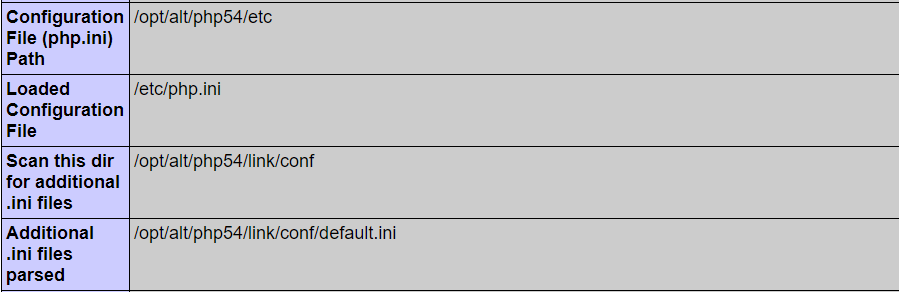 Configuration /opt/alt/php54/etc
File (php.ini)
Path
Loaded /etc/php.ini
Configuration
File
Scan this dir /opt/alt/php54/link/conf
for additional
.ini files
Additional /opt/alt/php54/link/conf/default.ini
.ini files
parsed